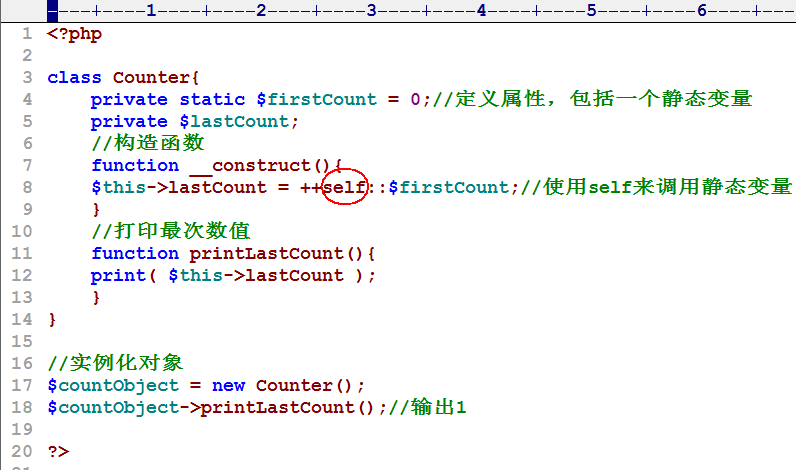 ----+----1----+----2----+----3----+----4----+----5----+----6----+---
1 <?php
2
3 class Counter{
4     private static $firstCount = 0;//定义属性，包括一个静态变量
5     private $lastCount;
6     //构造函数
7     function __construct(){
8     $this->lastCount = ++self::$firstCount;//使用self来调用静态变量
9     }
10     //打印最次数值
11     function printLastCount(){
12     print( $this->lastCount );
13     }
14 }
15
16 //实例化对象
17 $countObject = new Counter();
18 $countObject->printLastCount();//输出1
19
20 ?>